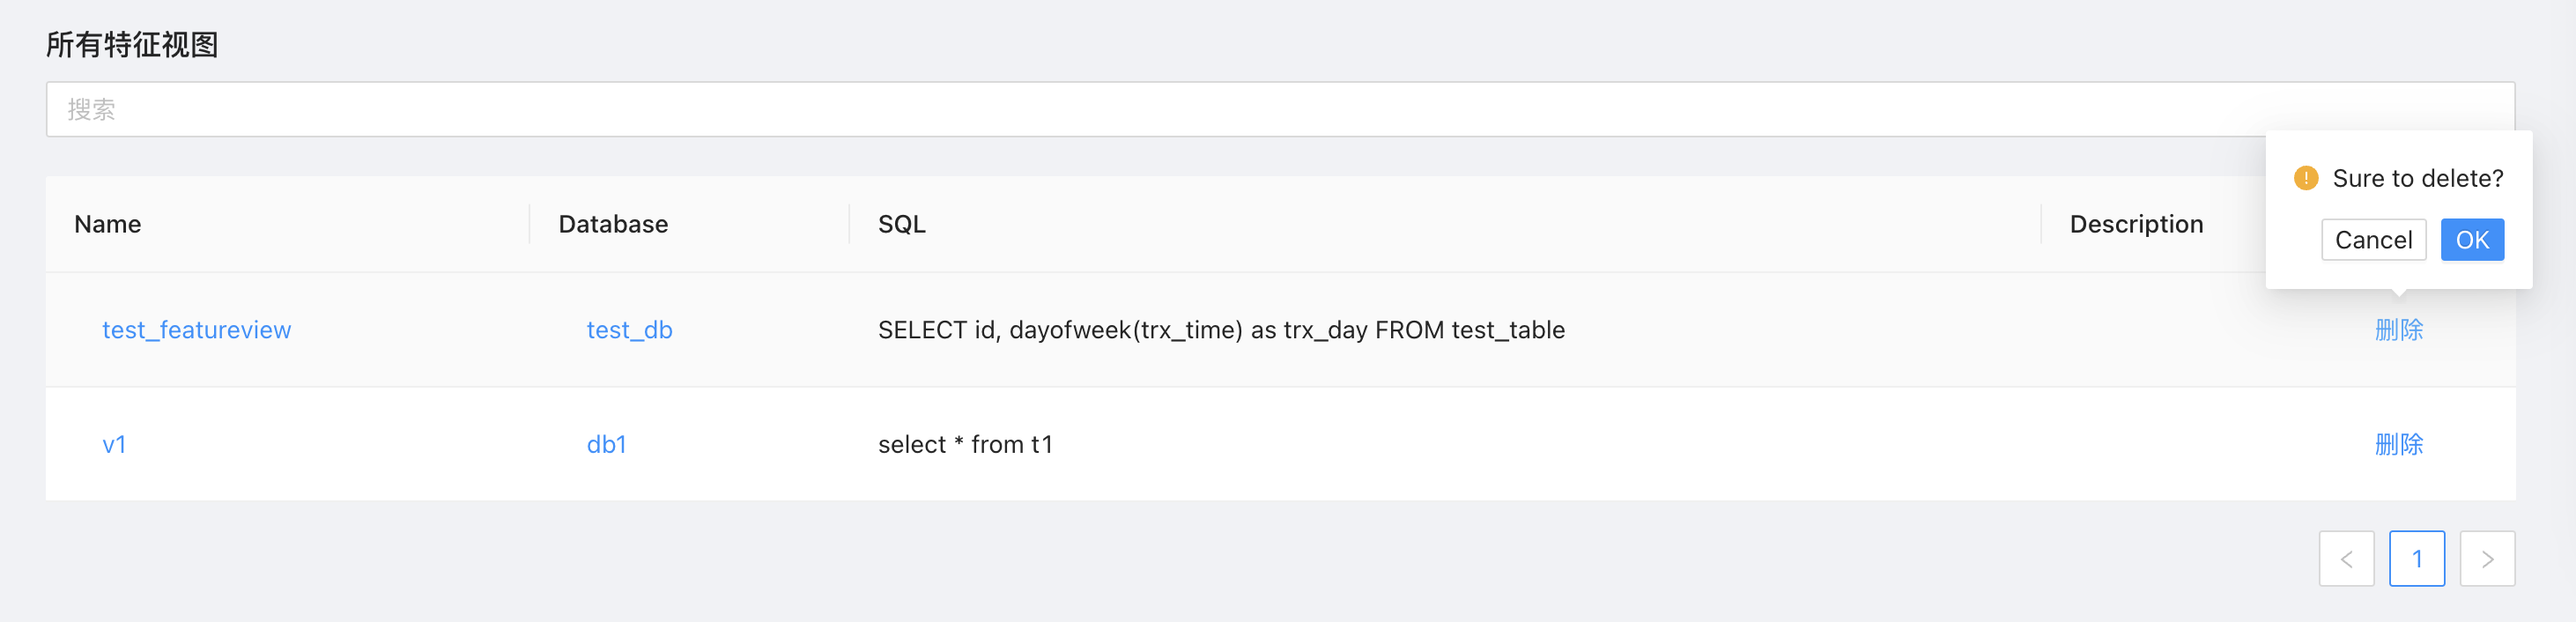 所有特征视图
搜索
Sure to delete?
Cancel OK
Name Database SQL Description
test_featureview test_db SELECT id, dayofweek(trx_time) as trx_day FROM test_table 删除
v1 db1 select * from t1 删除
< 1 >